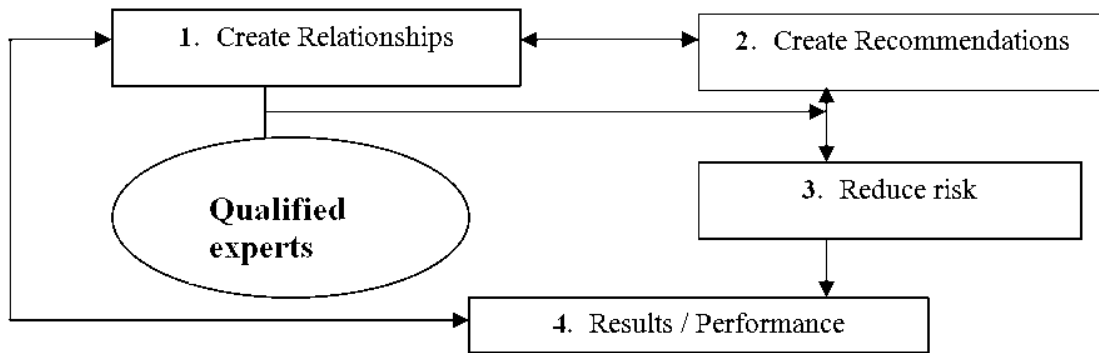 1. Create Relationships
2. Create Recommendations
Qualified
experts
3. Reduce risk
4. Results / Performance